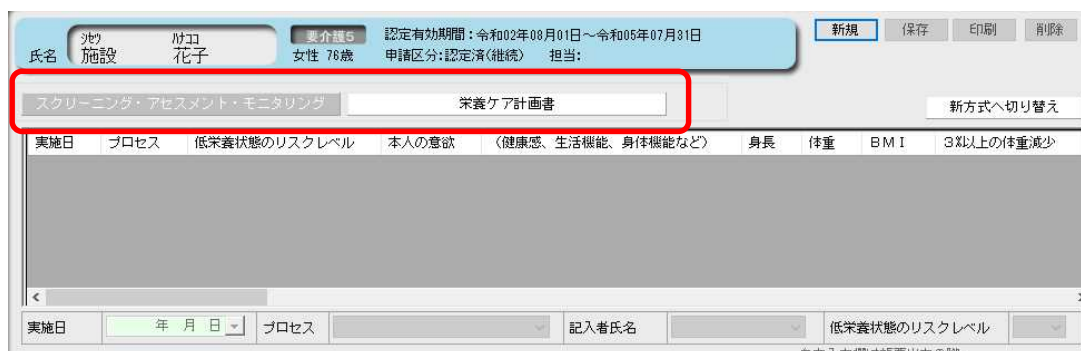 ｼｾﾂ ﾊﾅｺｺ 要介護5 認定有効期間：令和02年08月01日～令和05年07月31日 新規 保存 印刷 削除
氏名 施設 花子 女性 76歳 申請区分：認定済(継続) 担当：
スクリーニング・アセスメント・モニタリング 栄養ケア計画書 新方式へ切り替え
実施日 プロセス 低栄養状態のリスクレベル 本人の意欲 （健康感、生活機能、身体機能など） 身長 体重 ＢＭＩ ３％以上の体重減少
実施日 年 月 日 プロセス 記入者氏名 低栄養状態のリスクレベル